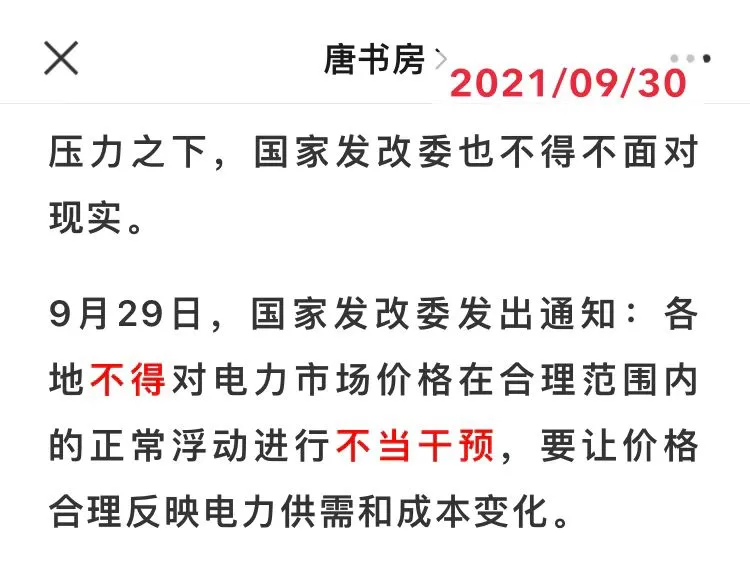 唐书房
2021/09/30
压力之下，国家发改委也不得不面对
现实。
9月29日，国家发改委发出通知：各
地不得对电力市场价格在合理范围内
的正常浮动进行不当干预，要让价格
合理反映电力供需和成本变化。